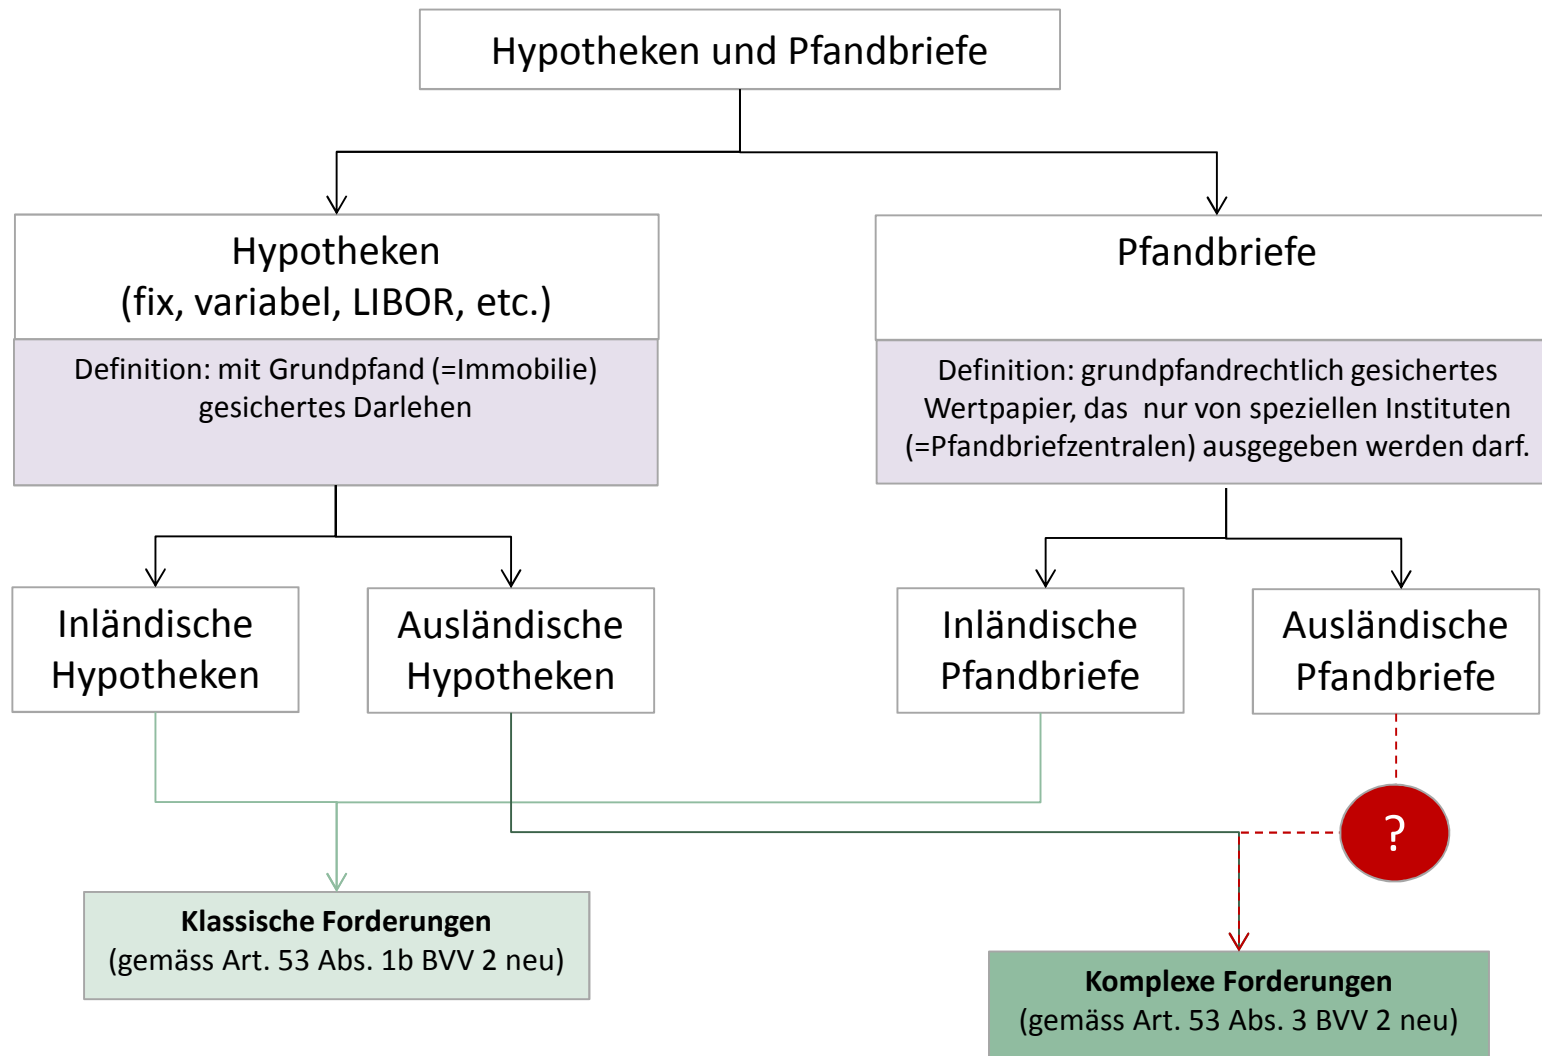 Hypotheken und Pfandbriefe
Hypotheken
(fix, variabel, LIBOR, etc.)
Definition: mit Grundpfand (=Immobilie)
gesichertes Darlehen
Pfandbriefe
Definition: grundpfandrechtlich gesichertes
Wertpapier, das nur von speziellen Instituten
(=Pfandbriefzentralen) ausgegeben werden darf.
Inländische
Hypotheken
Ausländische
Hypotheken
Inländische
Pfandbriefe
Ausländische
Pfandbriefe
?
Klassische Forderungen
(gemäss Art. 53 Abs. 1b BVV 2 neu)
Komplexe Forderungen
(gemäss Art. 53 Abs. 3 BVV 2 neu)